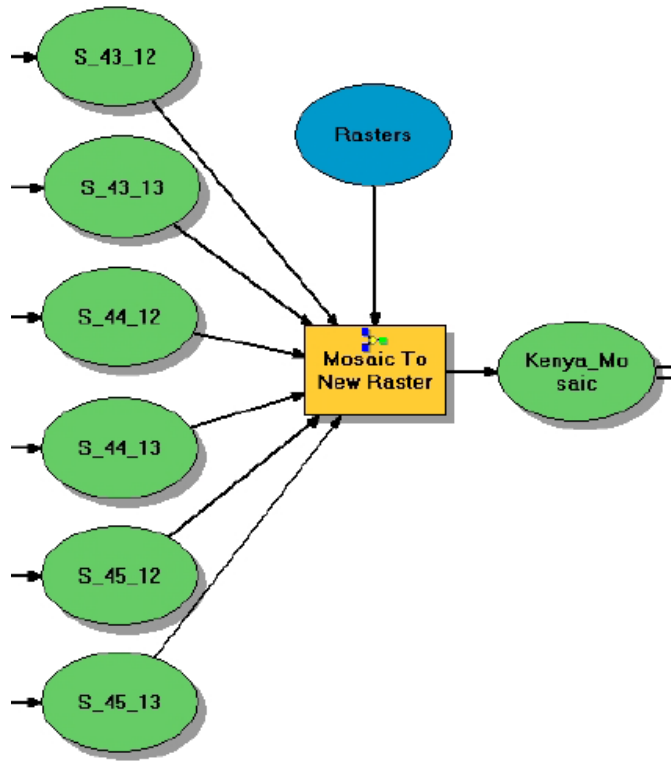 S_43_12
Rasters
S_43_13
S_44_12
Mosaic To
New Raster
Kenya_Mo
saic
S_44_13
S_45_12
S_45_13